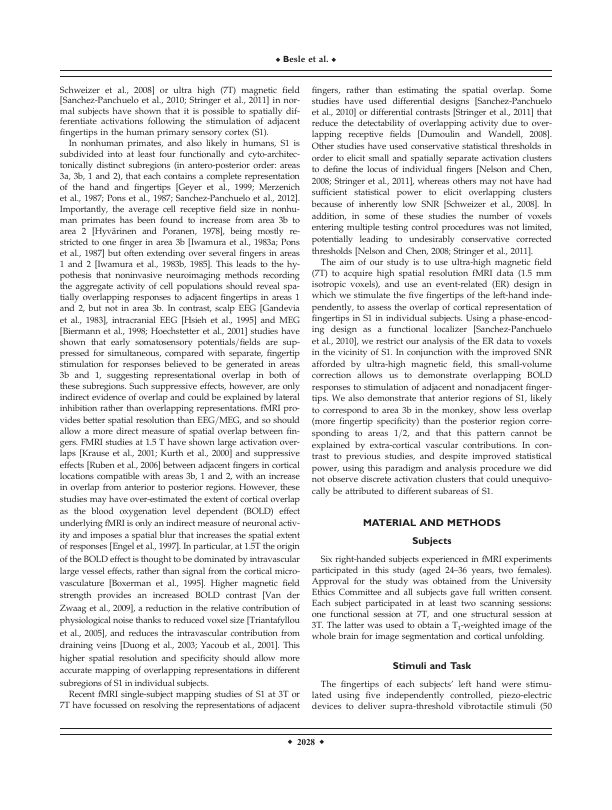 ◆ Besle et al. ◆
Schweizer et al., 2008] or ultra high (7T) magnetic field
[Sanchez-Panchuelo et al., 2010; Stringer et al., 2011] in nor-
mal subjects have shown that it is possible to spatially dif-
ferentiate activations following the stimulation of adjacent
fingertips in the human primary sensory cortex (S1).
In nonhuman primates, and also likely in humans, S1 is
subdivided into at least four functionally and cyto-architec-
tonically distinct subregions (in antero-posterior order: areas
3a, 3b, 1 and 2), that each contains a complete representation
of the hand and fingertips [Geyer et al., 1999; Merzenich
et al., 1987; Pons et al., 1987; Sanchez-Panchuelo et al., 2012].
Importantly, the average cell receptive field size in nonhu-
man primates has been found to increase from area 3b to
area 2 [Hyvärinen and Poranen, 1978], being mostly re-
stricted to one finger in area 3b [Iwamura et al., 1983a; Pons
et al., 1987] but often extending over several fingers in areas
1 and 2 [Iwamura et al., 1983b, 1985]. This leads to the hy-
pothesis that noninvasive neuroimaging methods recording
the aggregate activity of cell populations should reveal spa-
tially overlapping responses to adjacent fingertips in areas 1
and 2, but not in area 3b. In contrast, scalp EEG [Gandevia
et al., 1983], intracranial EEG [Hsieh et al., 1995] and MEG
[Biermann et al., 1998; Hoechstetter et al., 2001] studies have
shown that early somatosensory potentials/fields are sup-
pressed for simultaneous, compared with separate, fingertip
stimulation for responses believed to be generated in areas
3b and 1, suggesting representational overlap in both of
these subregions. Such suppressive effects, however, are only
indirect evidence of overlap and could be explained by lateral
inhibition rather than overlapping representations. fMRI pro-
vides better spatial resolution than EEG/MEG, and so should
allow a more direct measure of spatial overlap between fin-
gers. FMRI studies at 1.5 T have shown large activation over-
laps [Krause et al., 2001; Kurth et al., 2000] and suppressive
effects [Ruben et al., 2006] between adjacent fingers in cortical
locations compatible with areas 3b, 1 and 2, with an increase
in overlap from anterior to posterior regions. However, these
studies may have over-estimated the extent of cortical overlap
as the blood oxygenation level dependent (BOLD) effect
underlying fMRI is only an indirect measure of neuronal activ-
ity and imposes a spatial blur that increases the spatial extent
of responses [Engel et al., 1997]. In particular, at 1.5T the origin
of the BOLD effect is thought to be dominated by intravascular
large vessel effects, rather than signal from the cortical micro-
vasculature [Boxerman et al., 1995]. Higher magnetic field
strength provides an increased BOLD contrast [Van der
Zwaag et al., 2009], a reduction in the relative contribution of
physiological noise thanks to reduced voxel size [Triantafyllou
et al., 2005], and reduces the intravascular contribution from
draining veins [Duong et al., 2003; Yacoub et al., 2001]. This
higher spatial resolution and specificity should allow more
accurate mapping of overlapping representations in different
subregions of S1 in individual subjects.
Recent fMRI single-subject mapping studies of S1 at 3T or
7T have focussed on resolving the representations of adjacent
fingers, rather than estimating the spatial overlap. Some
studies have used differential designs [Sanchez-Panchuelo
et al., 2010] or differential contrasts [Stringer et al., 2011] that
reduce the detectability of overlapping activity due to over-
lapping receptive fields [Dumoulin and Wandell, 2008].
Other studies have used conservative statistical thresholds in
order to elicit small and spatially separate activation clusters
to define the locus of individual fingers [Nelson and Chen,
2008; Stringer et al., 2011], whereas others may not have had
sufficient statistical power to elicit overlapping clusters
because of inherently low SNR [Schweizer et al., 2008]. In
addition, in some of these studies the number of voxels
entering multiple testing control procedures was not limited,
potentially leading to undesirably conservative corrected
thresholds [Nelson and Chen, 2008; Stringer et al., 2011].
The aim of our study is to use ultra-high magnetic field
(7T) to acquire high spatial resolution fMRI data (1.5 mm
isotropic voxels), and use an event-related (ER) design in
which we stimulate the five fingertips of the left-hand inde-
pendently, to assess the overlap of cortical representation of
fingertips in S1 in individual subjects. Using a phase-encod-
ing design as a functional localizer [Sanchez-Panchuelo
et al., 2010], we restrict our analysis of the ER data to voxels
in the vicinity of S1. In conjunction with the improved SNR
afforded by ultra-high magnetic field, this small-volume
correction allows us to demonstrate overlapping BOLD
responses to stimulation of adjacent and nonadjacent finger-
tips. We also demonstrate that anterior regions of S1, likely
to correspond to area 3b in the monkey, show less overlap
(more fingertip specificity) than the posterior region corre-
sponding to areas 1/2, and that this pattern cannot be
explained by extra-cortical vascular contributions. In con-
trast to previous studies, and despite improved statistical
power, using this paradigm and analysis procedure we did
not observe discrete activation clusters that could unequivo-
cally be attributed to different subareas of S1.
MATERIAL AND METHODS
Subjects
Six right-handed subjects experienced in fMRI experiments
participated in this study (aged 24–36 years, two females).
Approval for the study was obtained from the University
Ethics Committee and all subjects gave full written consent.
Each subject participated in at least two scanning sessions:
one functional session at 7T, and one structural session at
3T. The latter was used to obtain a T1-weighted image of the
whole brain for image segmentation and cortical unfolding.
Stimuli and Task
The fingertips of each subjects' left hand were stimu-
lated using five independently controlled, piezo-electric
devices to deliver supra-threshold vibrotactile stimuli (50
◆ 2028 ◆